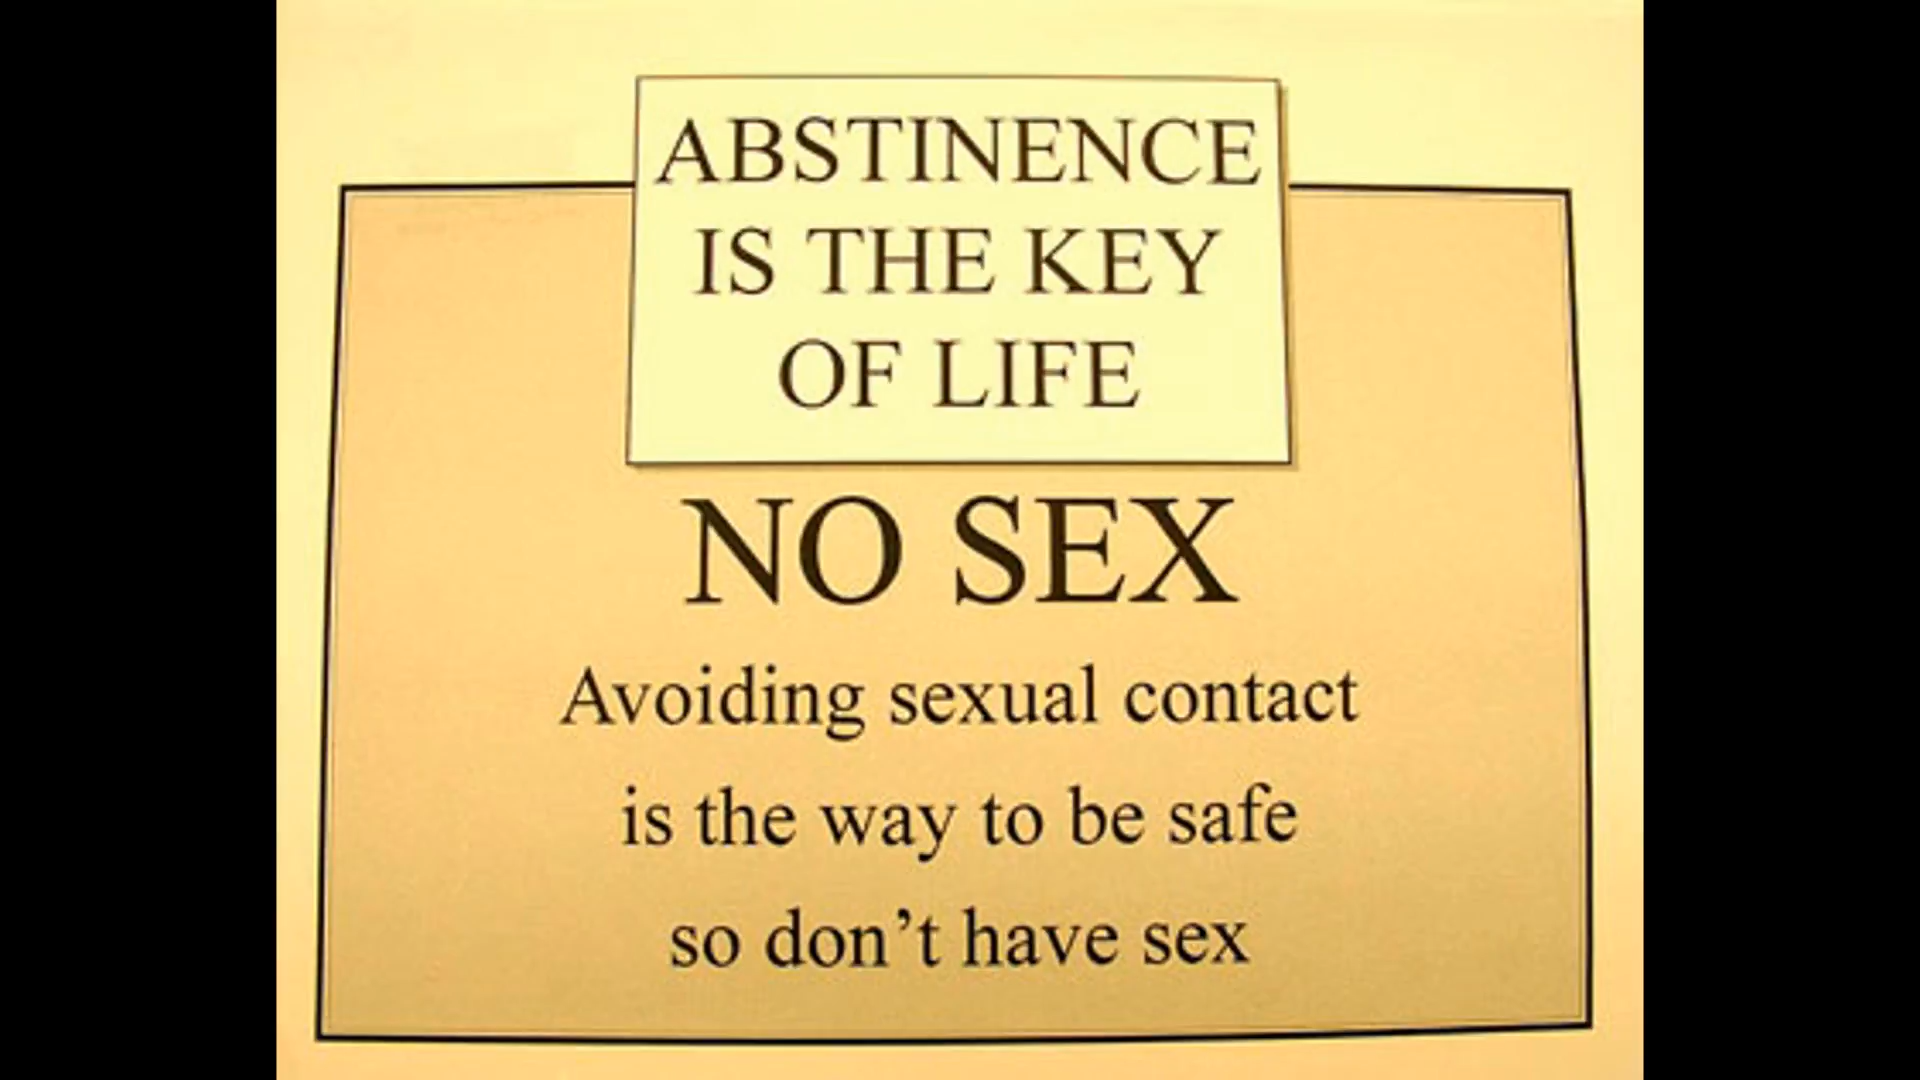 ABSTINENCE
IS THE KEY
OF LIFE
NO SEX
Avoiding sexual contact
is the way to be safe
so don’t have sex